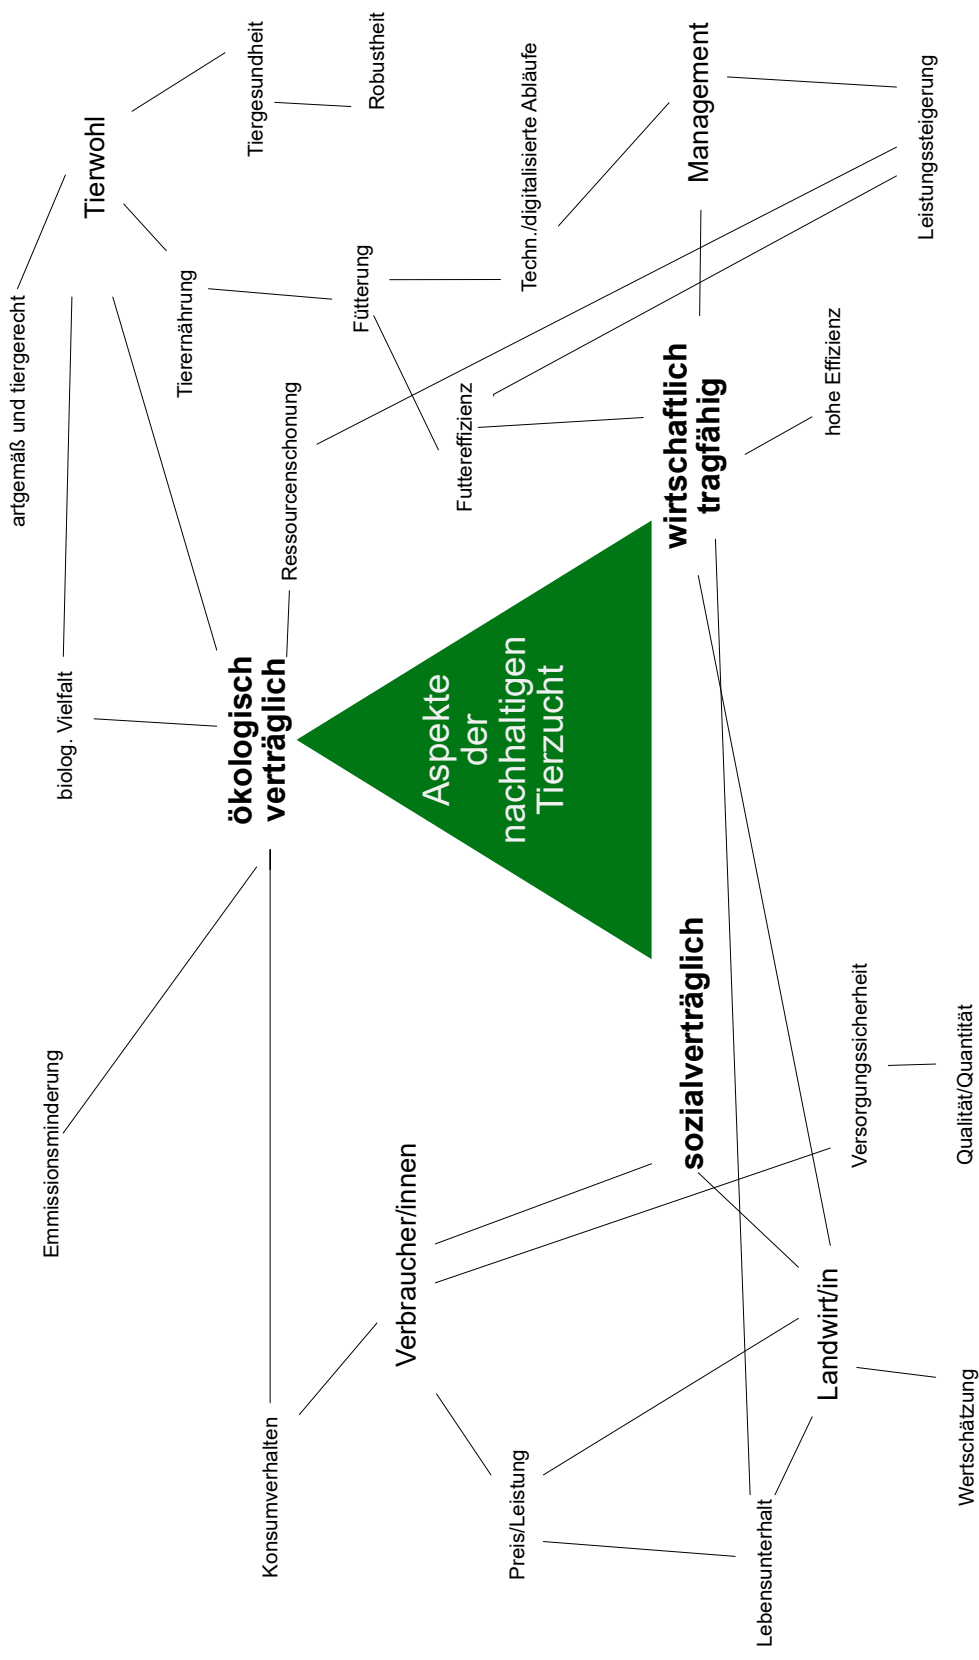 Emmissionsminderung
biolog. Vielfalt
artgemäß und tiergerecht
Tierwohl
Tierernährung
Tiergesundheit
Robustheit
Konsumverhalten
ökologisch
verträglich
Ressourcenschonung
Fütterung
Verbraucher/innen
Aspekte
der
nachhaltigen
Tierzucht
Futtereffizienz
Techn./digitalisierte Abläufe
Preis/Leistung
sozialverträglich
wirtschaftlich
tragfähig
Management
Lebensunterhalt
Landwirt/in
Versorgungssicherheit
hohe Effizienz
Leistungssteigerung
Wertschätzung
Qualität/Quantität